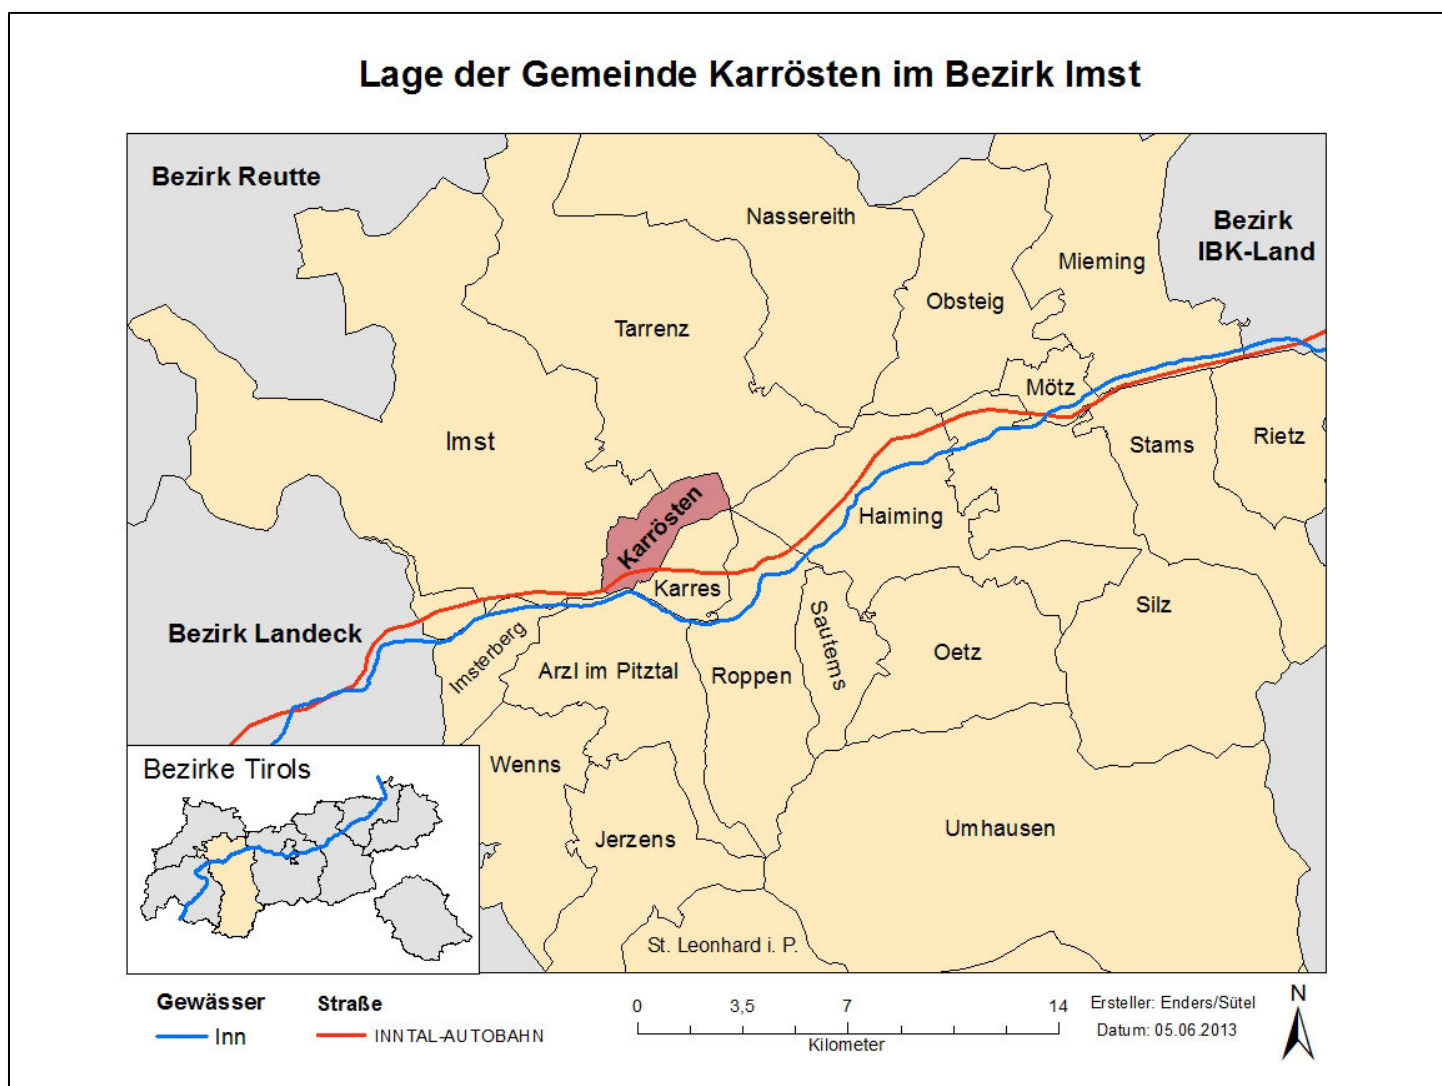 Lage der Gemeinde Karrösten im Bezirk Imst
Bezirk Reutte
Nassereith
Bezirk
IBK-Land
Mieming
Obsteig
Tarrenz
Mötz
Imst
Stams
Rietz
Karrösten
Haiming
Karres
Silz
Bezirk Landeck
Imsterberg
Sautens
Oetz
Arzl im Pitztal
Roppen
Wenns
Bezirke Tirols
Umhausen
Jerzens
St. Leonhard i. P.
Gewässer
Inn
Straße
INNTAL-AUTOBAHN
0 3,5 7 14
Kilometer
Ersteller: Enders/Sütel
Datum: 05.06.2013
N